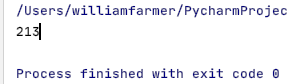 /Users/williamfarmer/PycharmProjec
213
Process finished with exit code 0